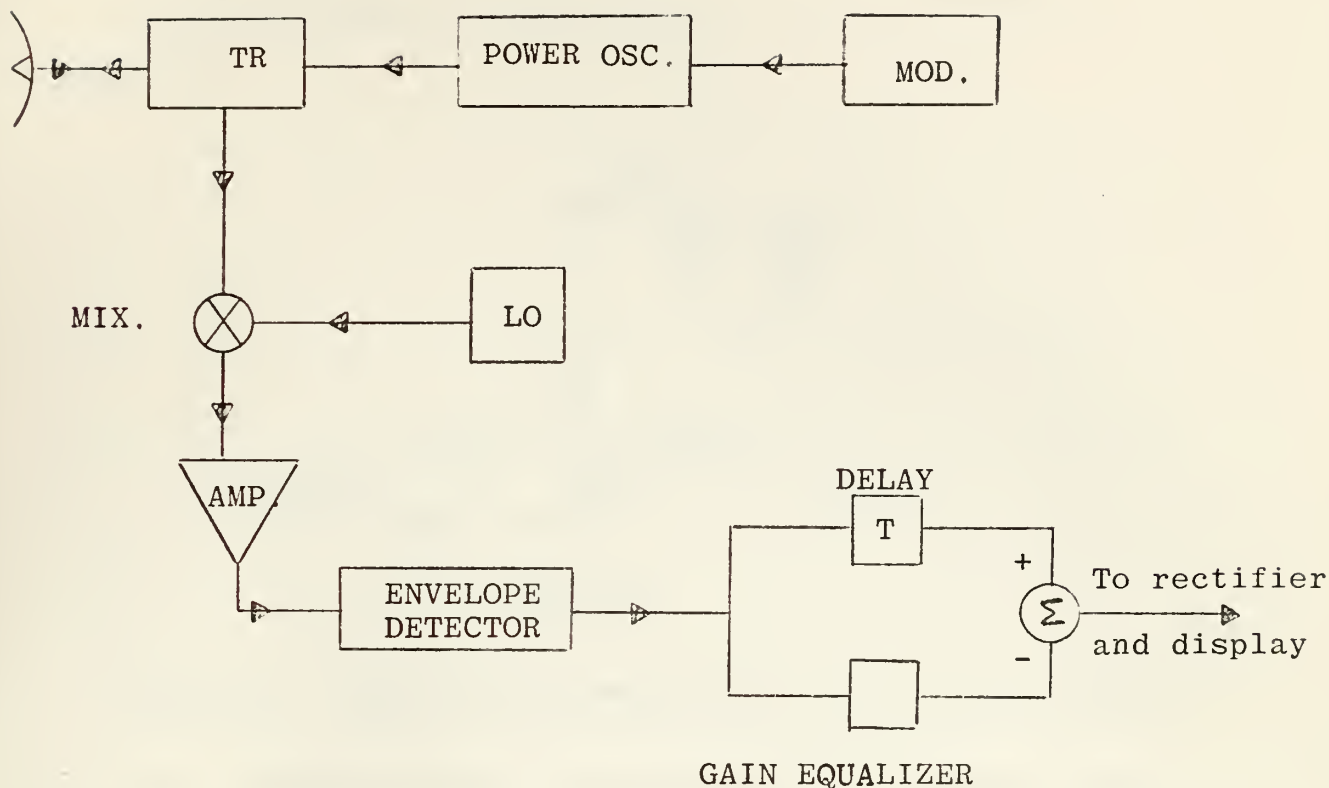 TR
POWER OSC.
MOD.
MIX.
LO
AMP.
DELAY
T
ENVELOPE
DETECTOR
+
Σ
-
To rectifier
and display
GAIN EQUALIZER